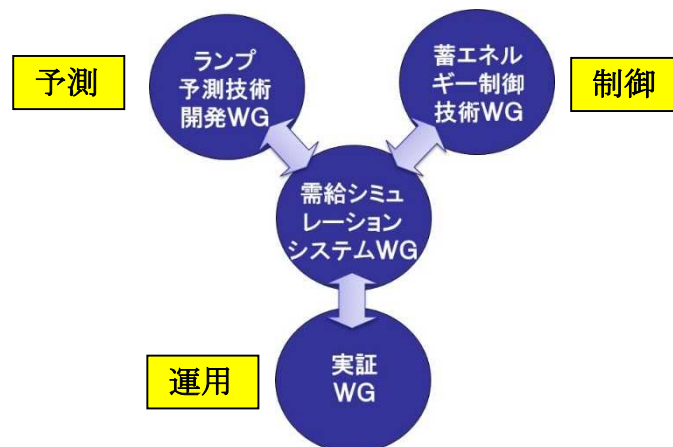 予測
ランプ
予測技術
開発WG
蓄エネル
ギー制御
技術WG
制御
需給シミュ
レーション
システムWG
運用
実証
WG